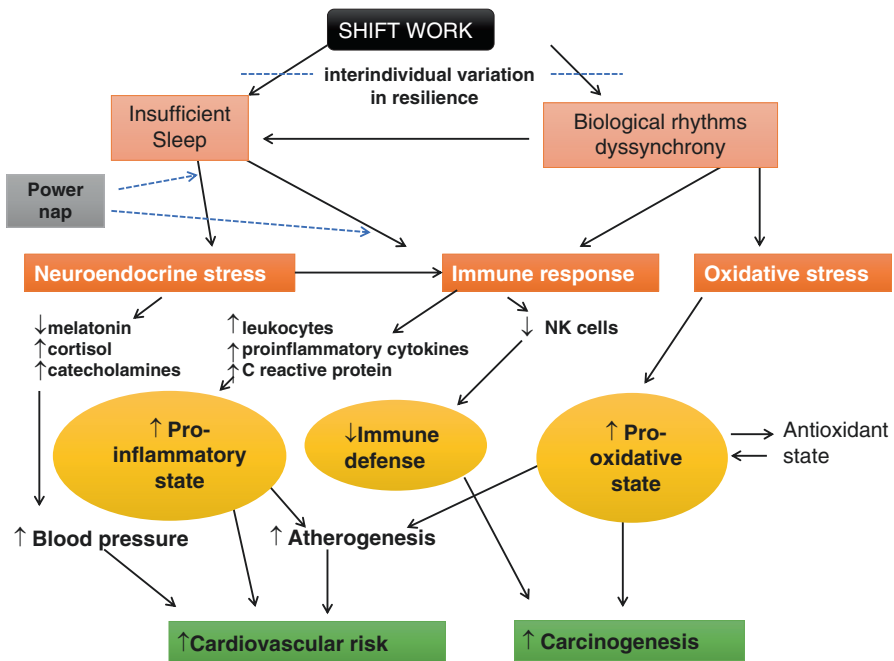 SHIFT WORK
interindividual variation
in resilience
Insufficient
Sleep
Biological rhythms
dyssynchrony
Power
nap
Neuroendocrine stress
Immune response
Oxidative stress
↓melatonin
↑cortisol
↑catecholamines
↑leukocytes
↑proinflammatory cytokines
↑C reactive protein
↓ NK cells
↑ Pro-
inflammatory
state
↓Immune
defense
↑ Pro-
oxidative
state
Antioxidant
state
↑ Blood pressure
↑ Atherogenesis
↑Cardiovascular risk
↑ Carcinogenesis